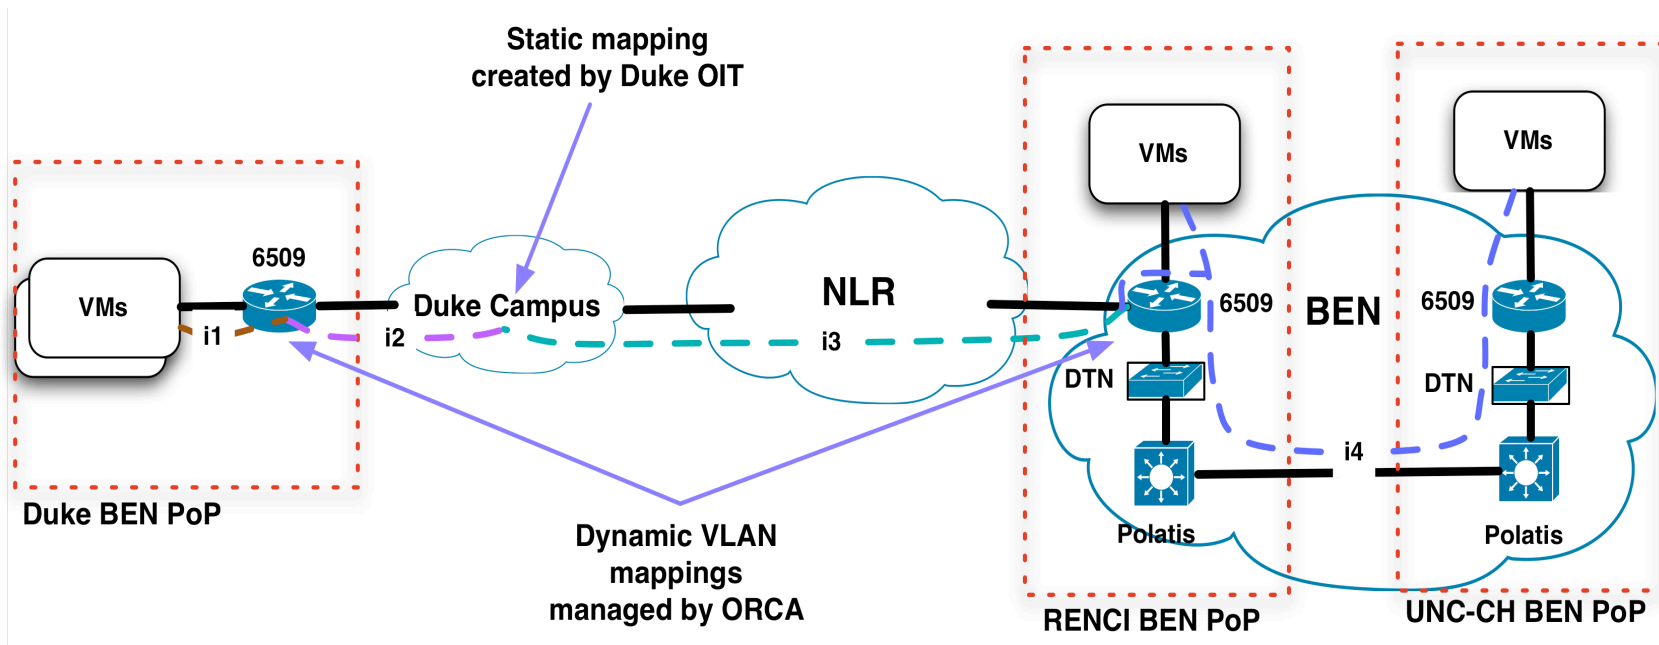 Static mapping
created by Duke OIT
VMs
VMs
6509
VMs
i1
i2
Duke Campus
NLR
i3
6509
BEN
6509
DTN
DTN
i4
Polatis
Polatis
Duke BEN PoP
Dynamic VLAN
mappings
managed by ORCA
RENCI BEN PoP
UNC-CH BEN PoP